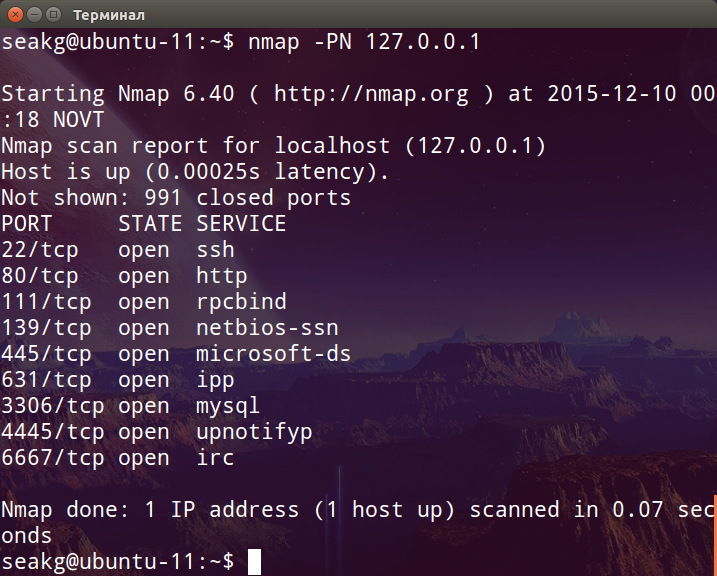 Терминал
seakg@ubuntu-11:~$ nmap -PN 127.0.0.1
Starting Nmap 6.40 ( http://nmap.org ) at 2015-12-10 00
:18 NOVT
Nmap scan report for localhost (127.0.0.1)
Host is up (0.00025s latency).
Not shown: 991 closed ports
PORT     STATE SERVICE
22/tcp   open  ssh
80/tcp   open  http
111/tcp  open  rpcbind
139/tcp  open  netbios-ssn
445/tcp  open  microsoft-ds
631/tcp  open  ipp
3306/tcp open  mysql
4445/tcp open  upnotifyp
6667/tcp open  irc
Nmap done: 1 IP address (1 host up) scanned in 0.07 sec
onds
seakg@ubuntu-11:~$